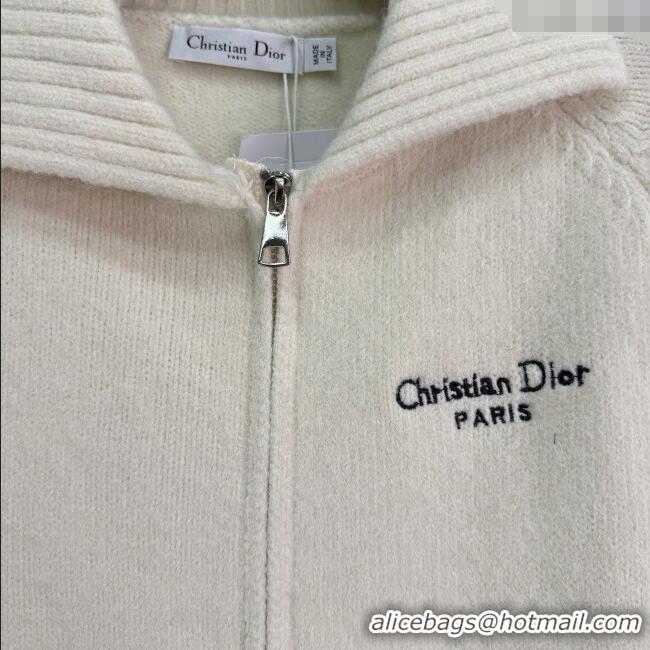 Christian Dior
PARIS
MADE
IN
ITALY
Christian Dior
PARIS
alicebags@hotmail.com